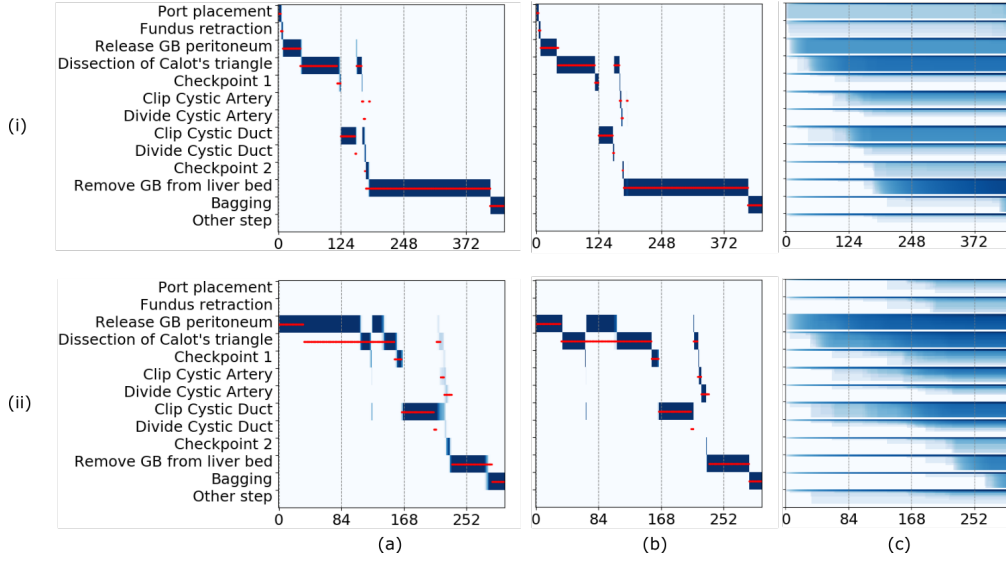 (i)
Port placement
Fundus retraction
Release GB peritoneum
Dissection of Calot's triangle
Checkpoint 1
Clip Cystic Artery
Divide Cystic Artery
Clip Cystic Duct
Divide Cystic Duct
Checkpoint 2
Remove GB from liver bed
Bagging
Other step
0 124 248 372
0 124 248 372
0 124 248 372
(ii)
Port placement
Fundus retraction
Release GB peritoneum
Dissection of Calot's triangle
Checkpoint 1
Clip Cystic Artery
Divide Cystic Artery
Clip Cystic Duct
Divide Cystic Duct
Checkpoint 2
Remove GB from liver bed
Bagging
Other step
0 84 168 252
0 84 168 252
0 84 168 252
(a) (b) (c)